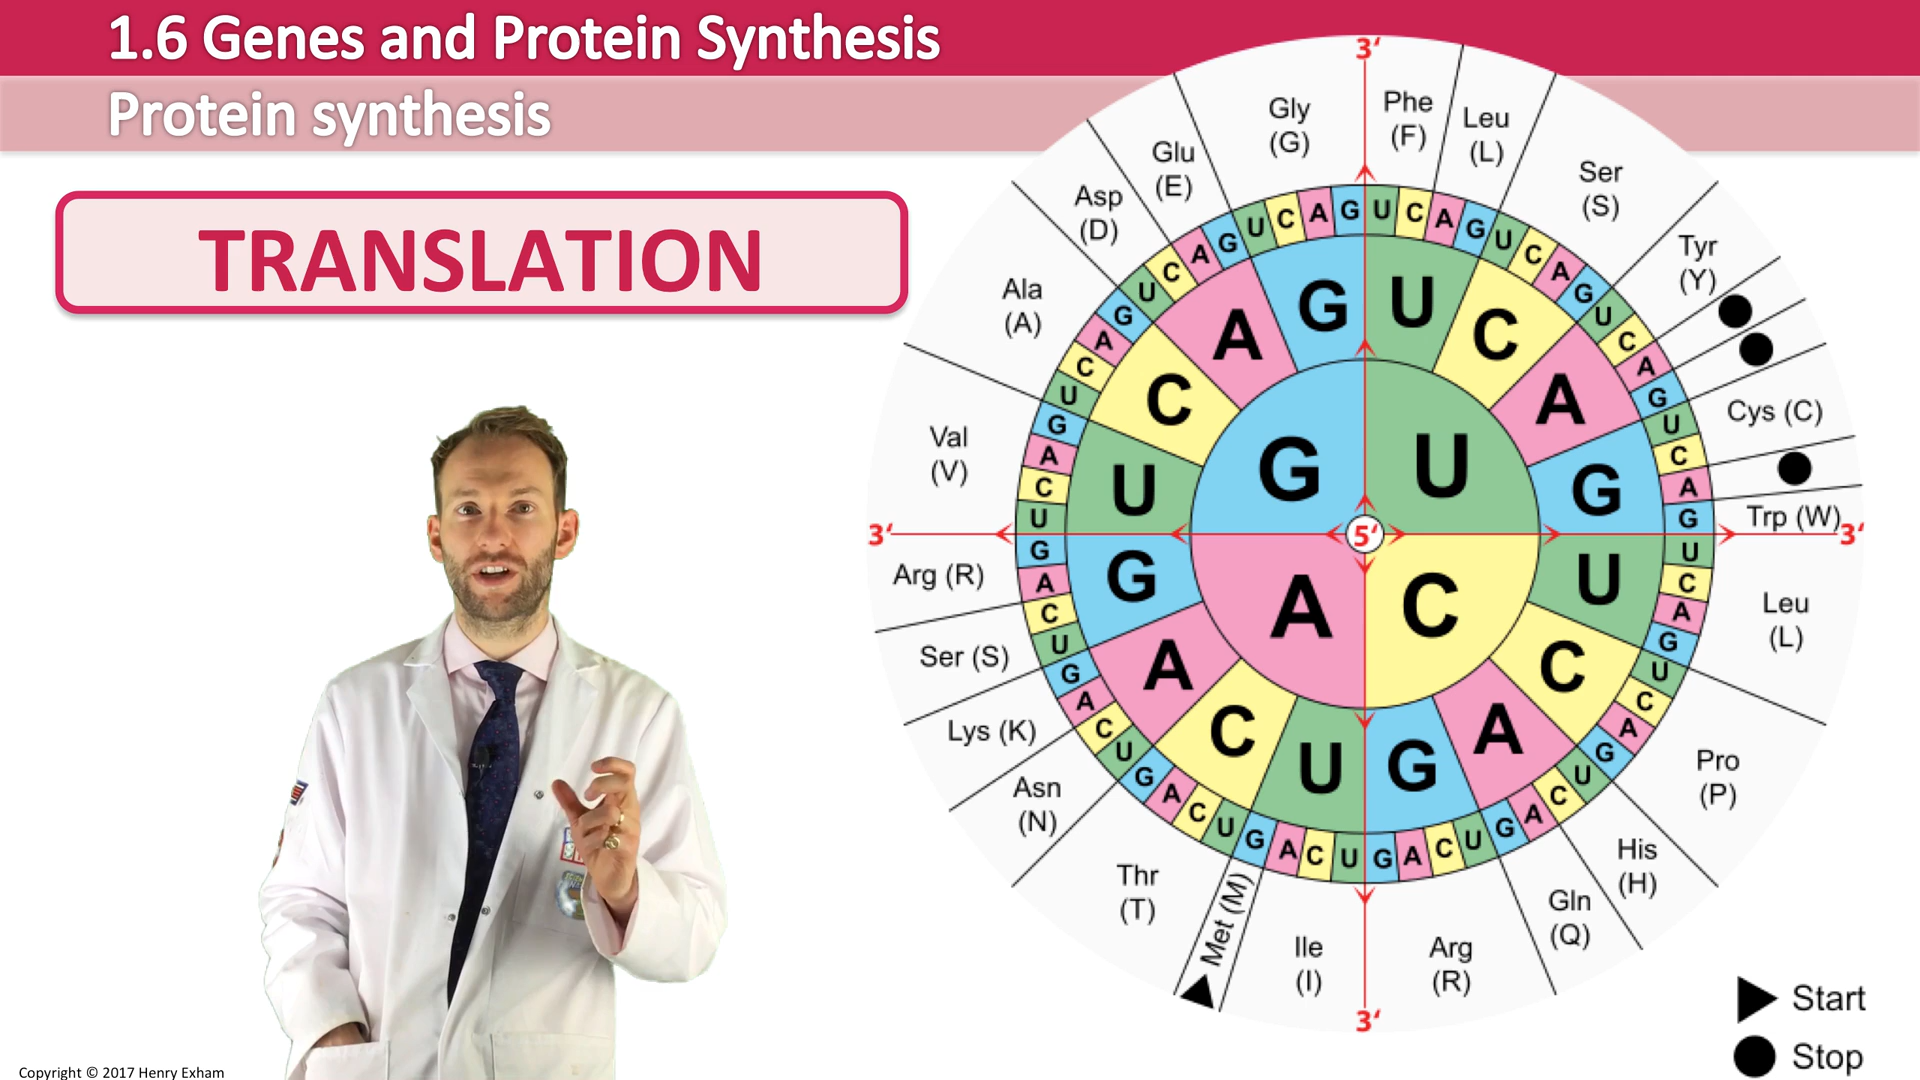 1.6 Genes and Protein Synthesis
Protein synthesis
TRANSLATION
3‘
Gly
(G)
Phe
(F)
Leu
(L)
Ser
(S)
Tyr
(Y)
Cys (C)
Trp (W)
3‘
Leu
(L)
Pro
(P)
His
(H)
Gln
(Q)
Arg
(R)
3‘
Ile
(I)
Met (M)
Thr
(T)
Asn
(N)
Lys (K)
Ser (S)
Arg (R)
3‘
Val
(V)
Ala
(A)
Asp
(D)
Glu
(E)
U C A G U C A G U C A G U C A G
U C A G U C A G U C A G U C A G
U C A G U C A G U C A G U C A G
U C A G U C A G U C A G U C A G
U C A G
U C A G
U C A G
U C A G
G U
5‘
A C
Start
Stop
Copyright © 2017 Henry Exham